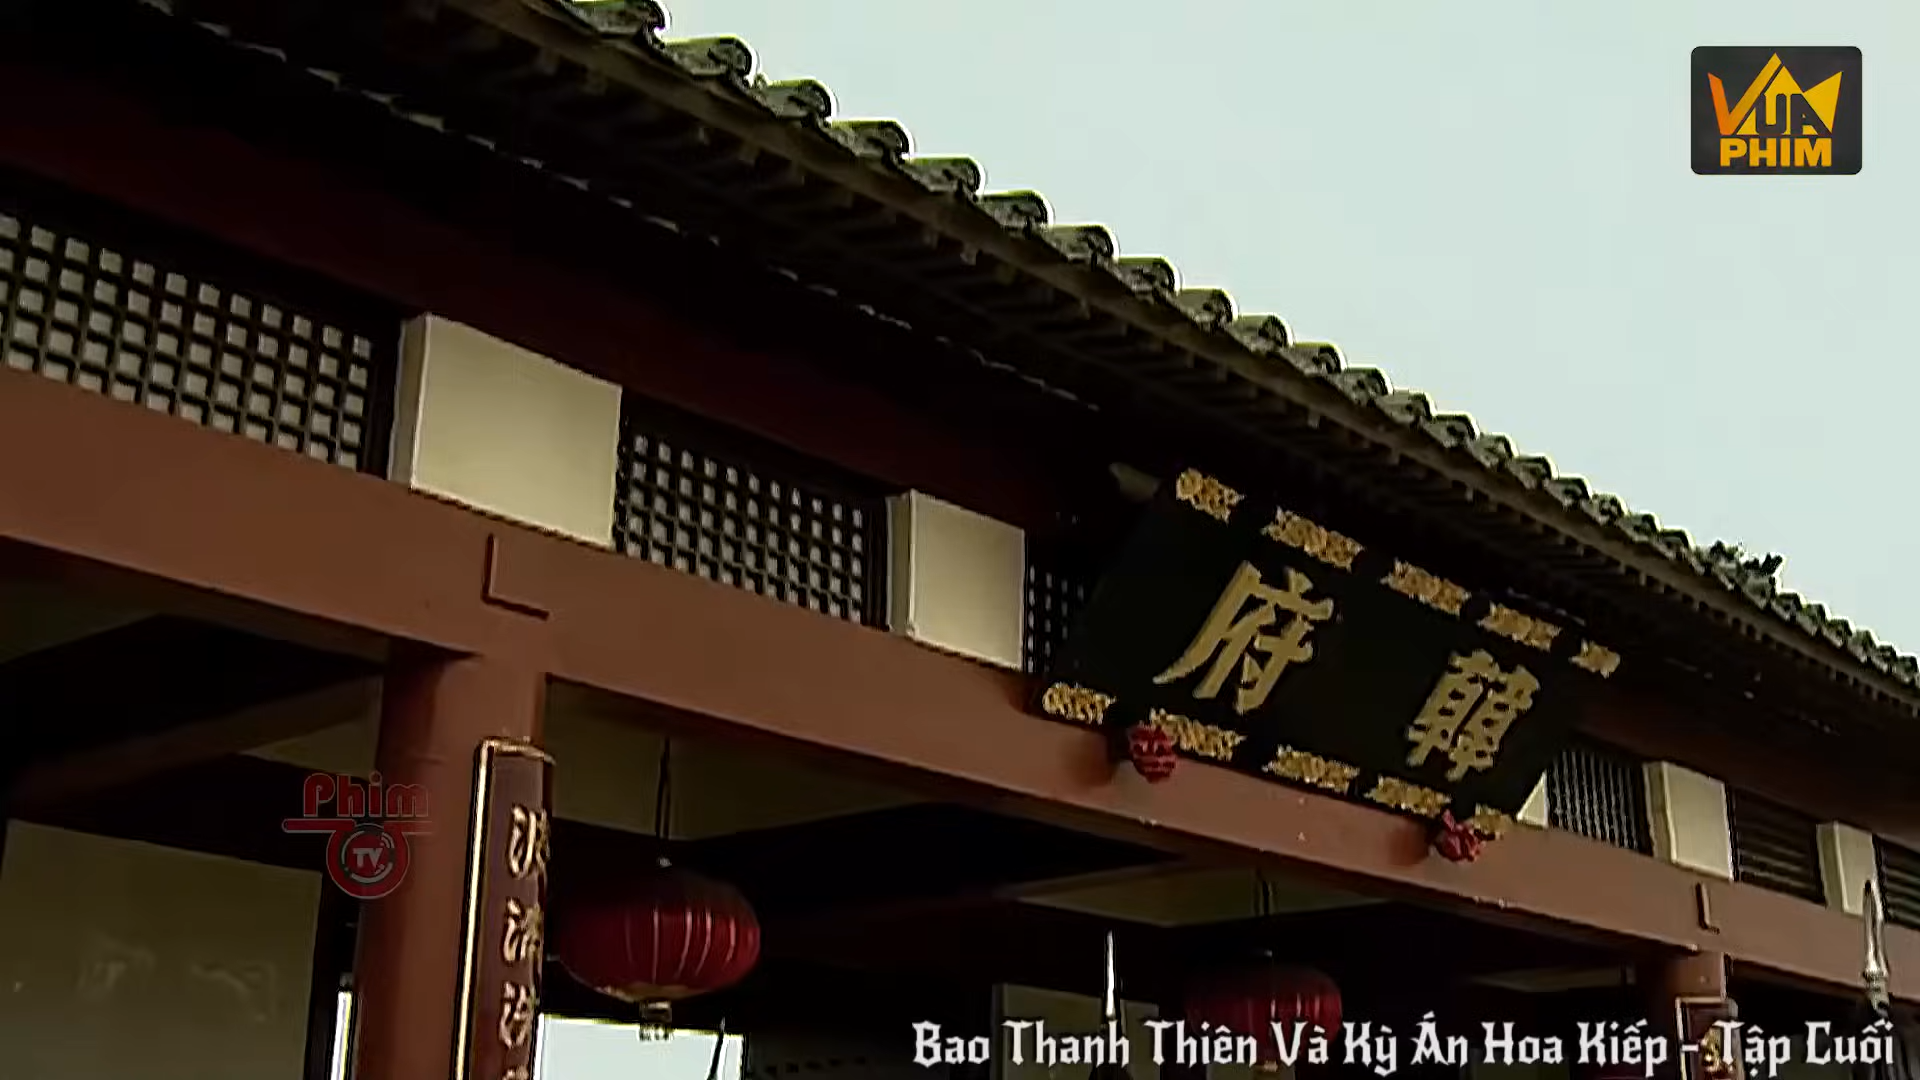 VUA
PHIM
府韓
Phim
TV
Bao Thanh Thiên Và Kỳ Án Hoa Kiếp - Tập Cuối